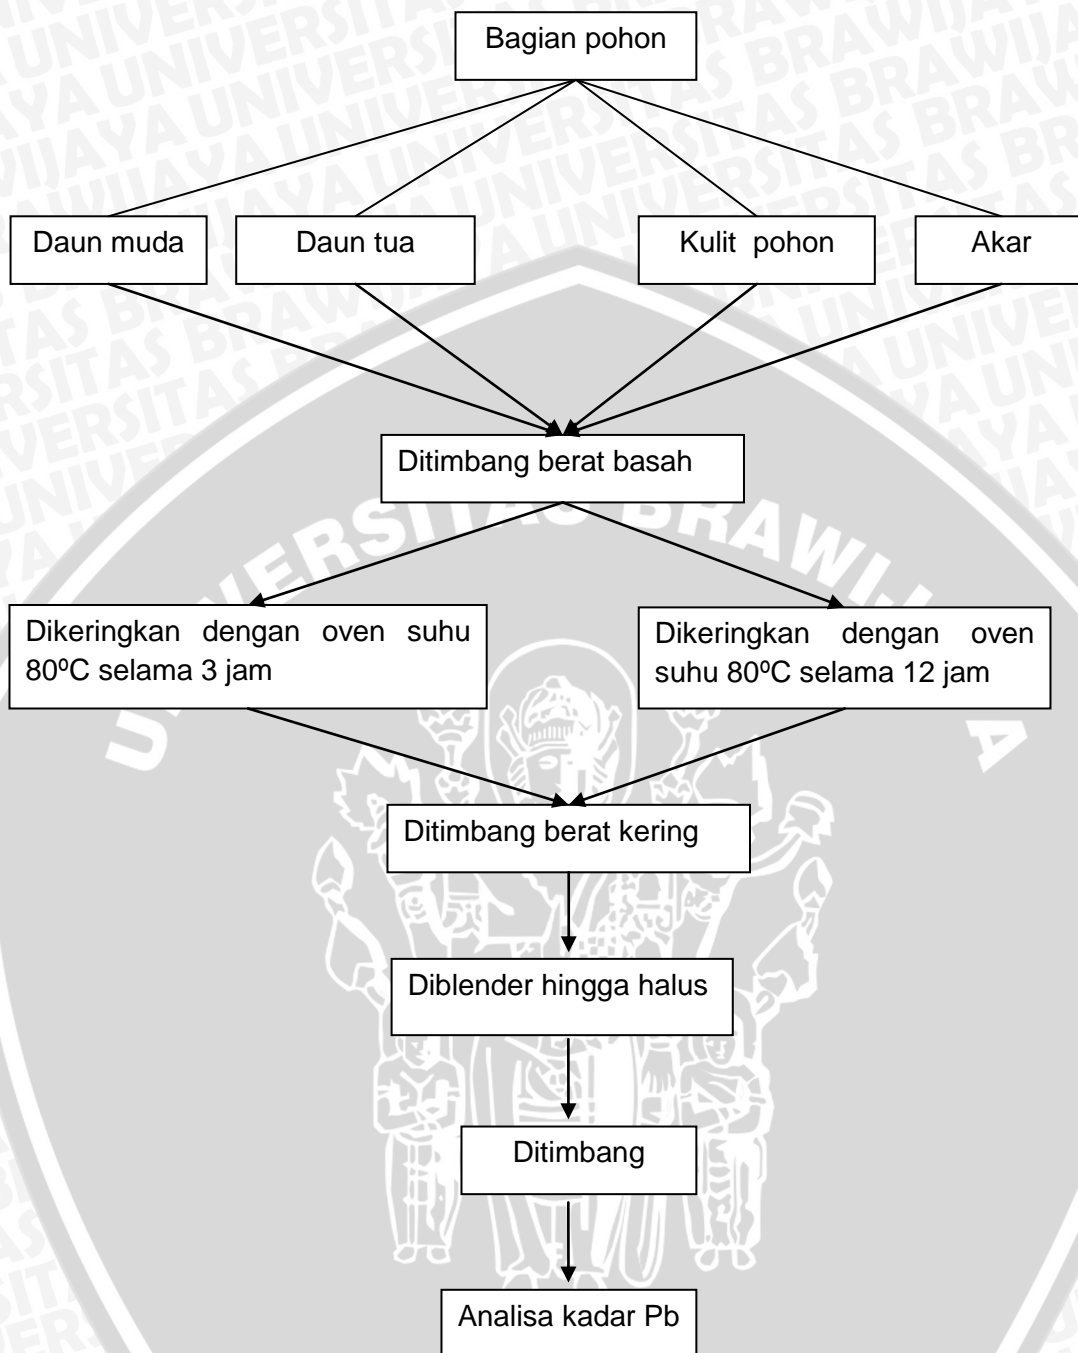 Bagian pohon
Daun muda
Daun tua
Kulit pohon
Akar
Ditimbang berat basah
Dikeringkan dengan oven suhu
80ºC selama 3 jam
Dikeringkan dengan oven
suhu 80ºC selama 12 jam
Ditimbang berat kering
Diblender hingga halus
Ditimbang
Analisa kadar Pb
UNIVERSITAS BRAWIJAYA